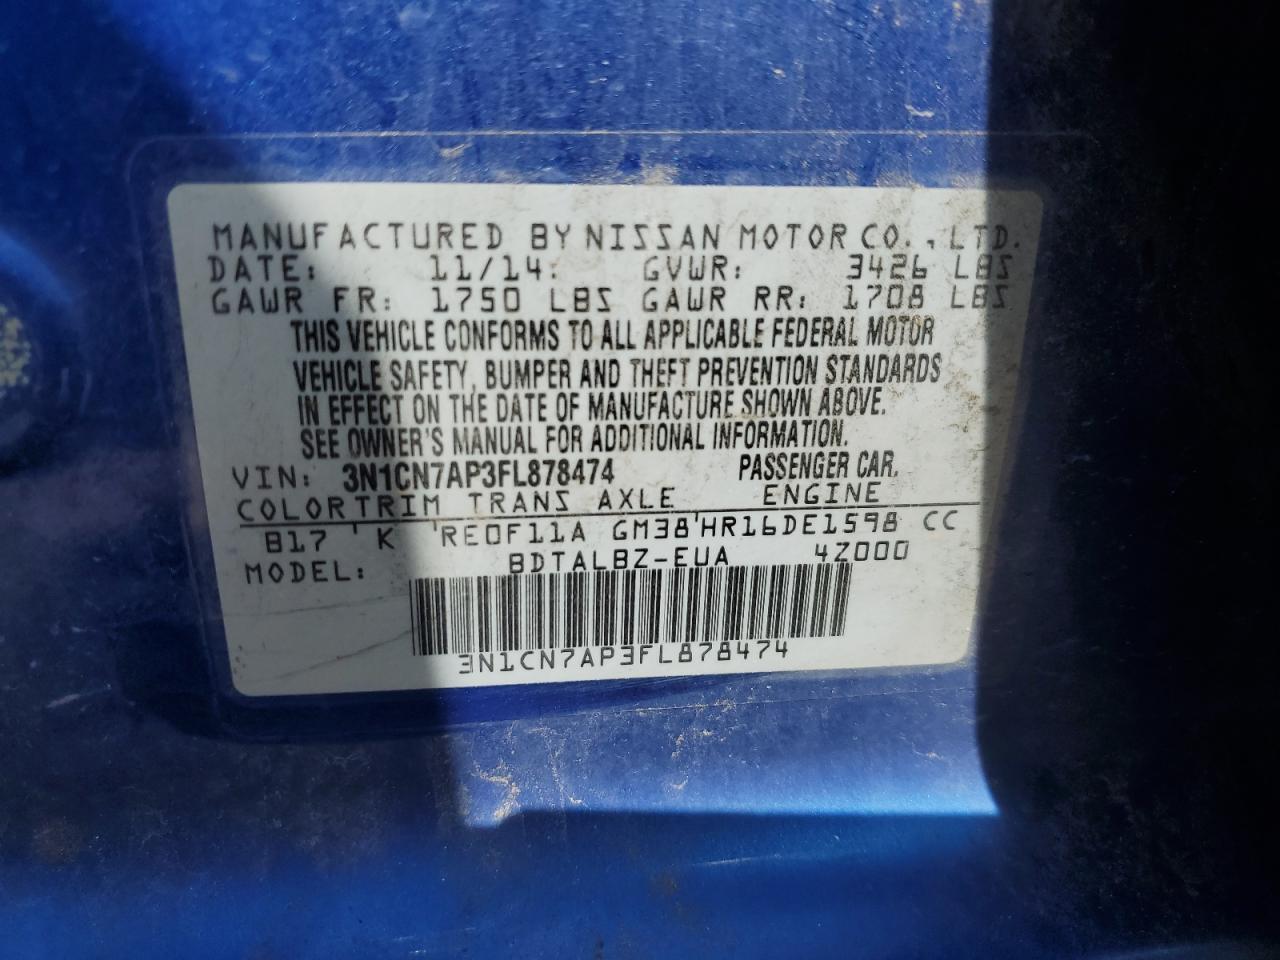 MANUFACTURED BY NISSAN MOTOR CO., LTD.
DATE: 11/14 GVWR: 3426 LBS
GAWR FR: 1750 LBS GAWR RR: 1708 LBS
THIS VEHICLE CONFORMS TO ALL APPLICABLE FEDERAL MOTOR
VEHICLE SAFETY, BUMPER AND THEFT PREVENTION STANDARDS
IN EFFECT ON THE DATE OF MANUFACTURE SHOWN ABOVE.
SEE OWNER'S MANUAL FOR ADDITIONAL INFORMATION.
VIN: 3N1CN7AP3FL878474 PASSENGER CAR.
COLOR TRIM TRANS AXLE ENGINE
B17 K RE0F11A GM38 HR16DE1598 CC
MODEL: BDTALBZ-EUA 4Z000
3N1CN7AP3FL878474